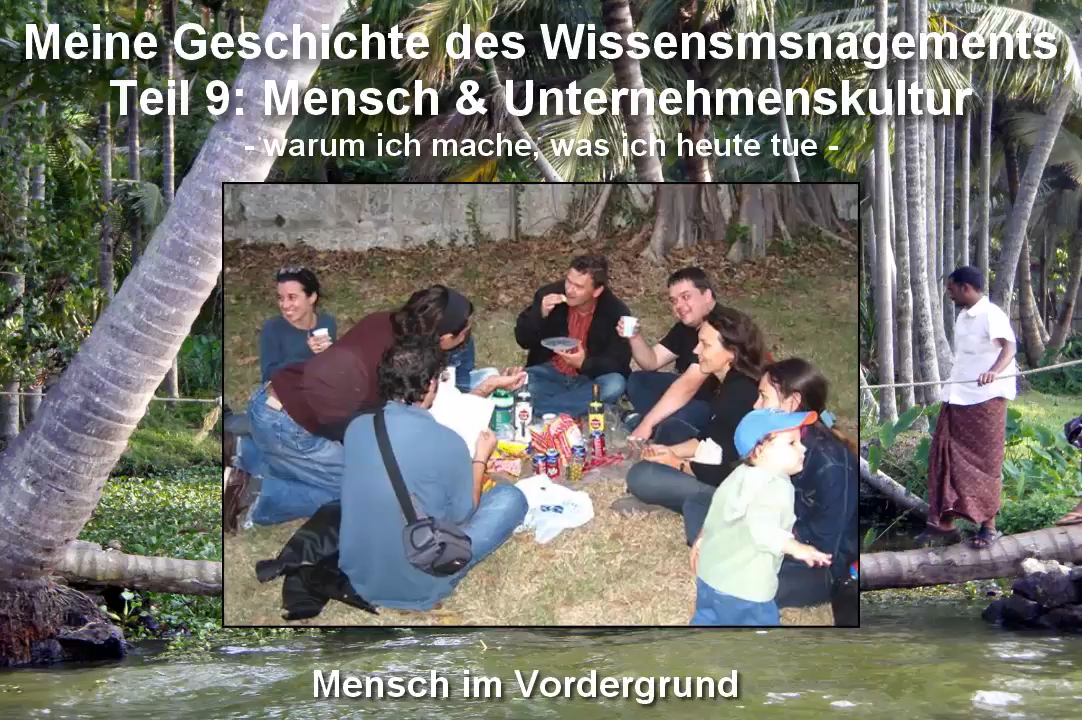 Meine Geschichte des Wissensmsnagements
Teil 9: Mensch & Unternehmenskultur
- warum ich mache, was ich heute tue -
Mensch im Vordergrund